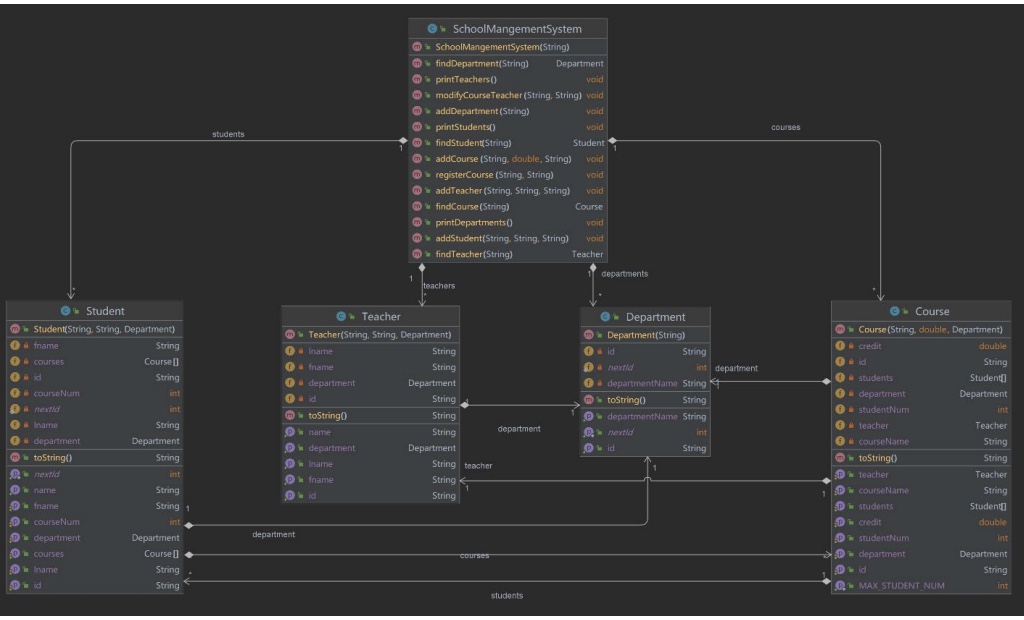 SchoolMangementSystem
SchoolMangementSystem(String)
findDepartment(String) Department
printTeachers() void
modifyCourseTeacher (String, String) void
addDepartment(String) void
printStudents() void
findStudent(String) Student
addCourse (String, double, String) void
registerCourse (String, String) void
addTeacher (String, String, String) void
findCourse(String) Course
printDepartments() void
addStudent(String, String, String) void
findTeacher(String) Teacher
students
1
1
courses
1
teachers
1
departments
*
*
*
*
Student
Student(String, String, Department)
fname String
courses Course[]
id String
courseNum int
nextId int
lname String
department Department
toString() String
nextId int
name String
fname String
courseNum int
department Department
courses Course[]
lname String
id String
Teacher
Teacher(String, String, Department)
lname String
fname String
department Department
id String
toString() String
name String
department Department
lname String
fname String
id String
Department
Department(String)
id String
nextId int
departmentName String
toString() String
departmentName String
nextId int
id String
Course
Course(String, double, Department)
credit double
id String
students Student[]
department Department
studentNum int
teacher Teacher
courseName String
toString() String
teacher Teacher
courseName String
students Student[]
credit double
studentNum int
department Department
id String
MAX_STUDENT_NUM int
department
1
1
1
department
teacher
1
1
1
1
department
courses
*
*
1
students